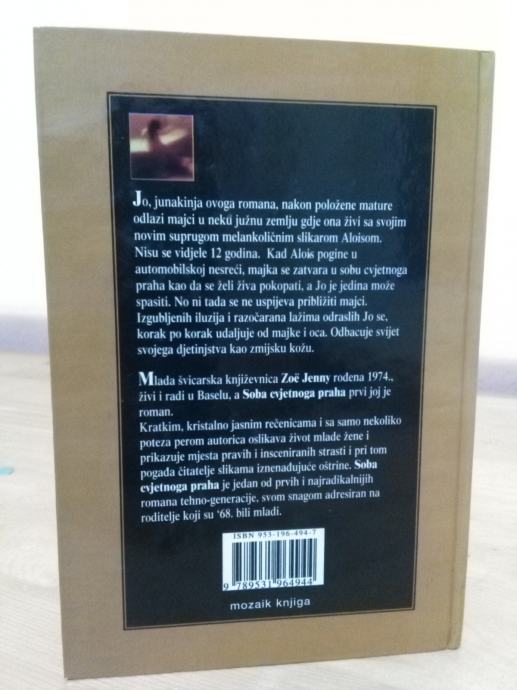 Jo, junakinja ovoga romana, nakon položene mature
odlazi majci u neku južnu zemlju gdje ona živi sa svojim
novim suprugom melankoličnim slikarom Aloisom.
Nisu se vidjele 12 godina. Kad Alois pogine u
automobilskoj nesreći, majka se zatvara u sobu cvjetnoga
praha kao da se želi živa pokopati, a Jo je jedina može
spasiti. No ni tada se ne uspijeva približiti majci.
Izgubljenih iluzija i razočarana lažima odraslih Jo se,
korak po korak udaljuje od majke i oca. Odbacuje svijet
svojega djetinjstva kao zmijsku kožu.
Mlada švicarska književnica Zoë Jenny rođena 1974.,
živi i radi u Baselu, a Soba cvjetnoga praha prvi joj je
roman.
Kratkim, kristalno jasnim rečenicama i sa samo nekoliko
poteza perom autorica oslikava život mlade žene i
prikazuje mjesta pravih i insceniranih strasti i pri tom
pogađa čitatelje slikama iznenađujuće oštrine. Soba
cvjetnoga praha je jedan od prvih i najradikalnijih
romana tehno-generacije, svom snagom adresiran na
roditelje koji su '68. bili mladi.
ISBN 953-196-494-7
9 789531 964944
mozaik knjiga